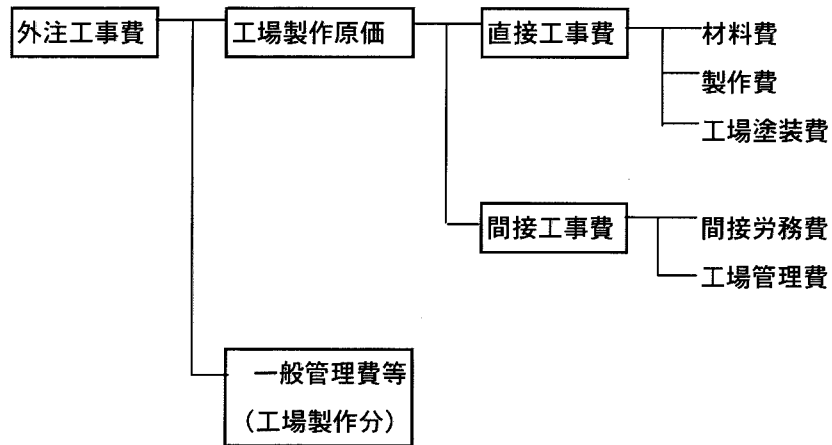 外注工事費
工場製作原価
直接工事費
材料費
製作費
工場塗装費
間接工事費
間接労務費
工場管理費
一般管理費等
（工場製作分）